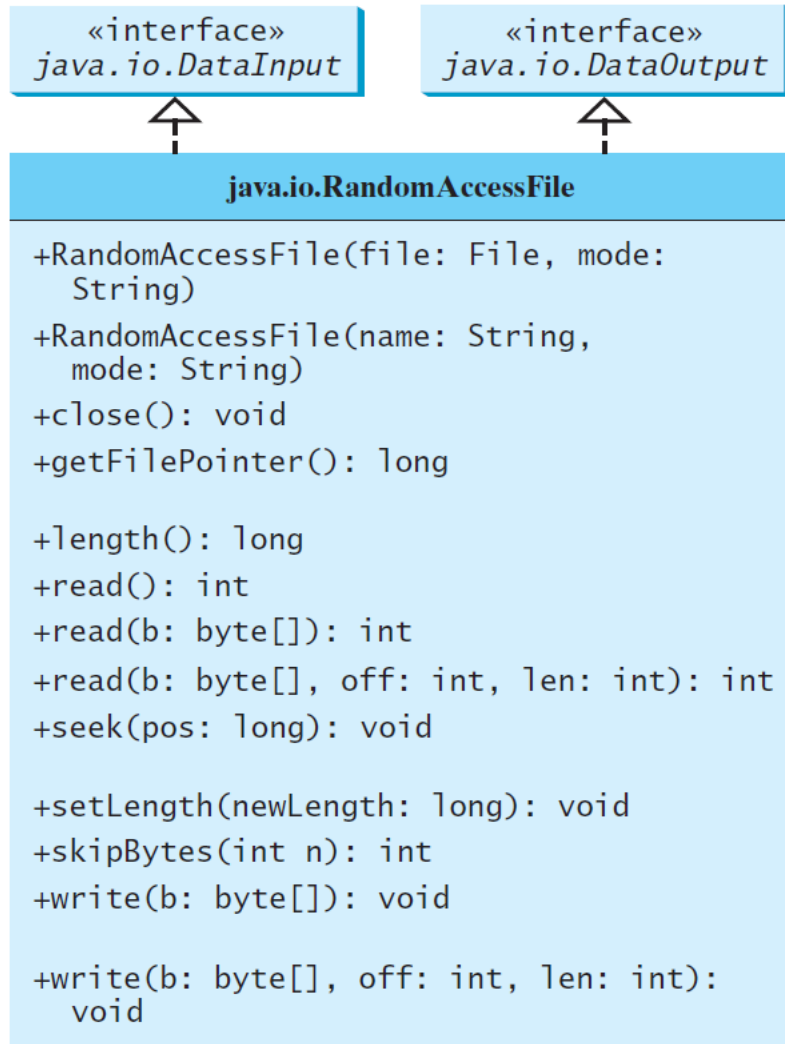 «interface»
java.io.DataInput
«interface»
java.io.DataOutput
java.io.RandomAccessFile
+RandomAccessFile(file: File, mode:
String)
+RandomAccessFile(name: String,
mode: String)
+close(): void
+getFilePointer(): long
+length(): long
+read(): int
+read(b: byte[]): int
+read(b: byte[], off: int, len: int): int
+seek(pos: long): void
+setLength(newLength: long): void
+skipBytes(int n): int
+write(b: byte[]): void
+write(b: byte[], off: int, len: int):
void